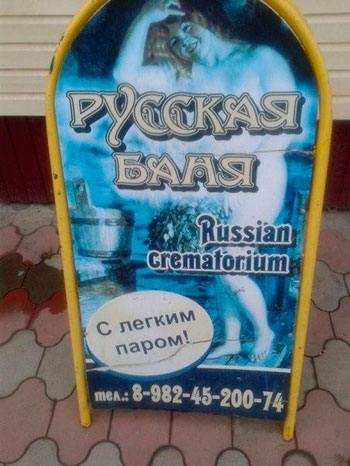 РУССКАЯ
БАНЯ
Russian
crematorium
С легким
паром!
тел.: 8-982-45-200-74